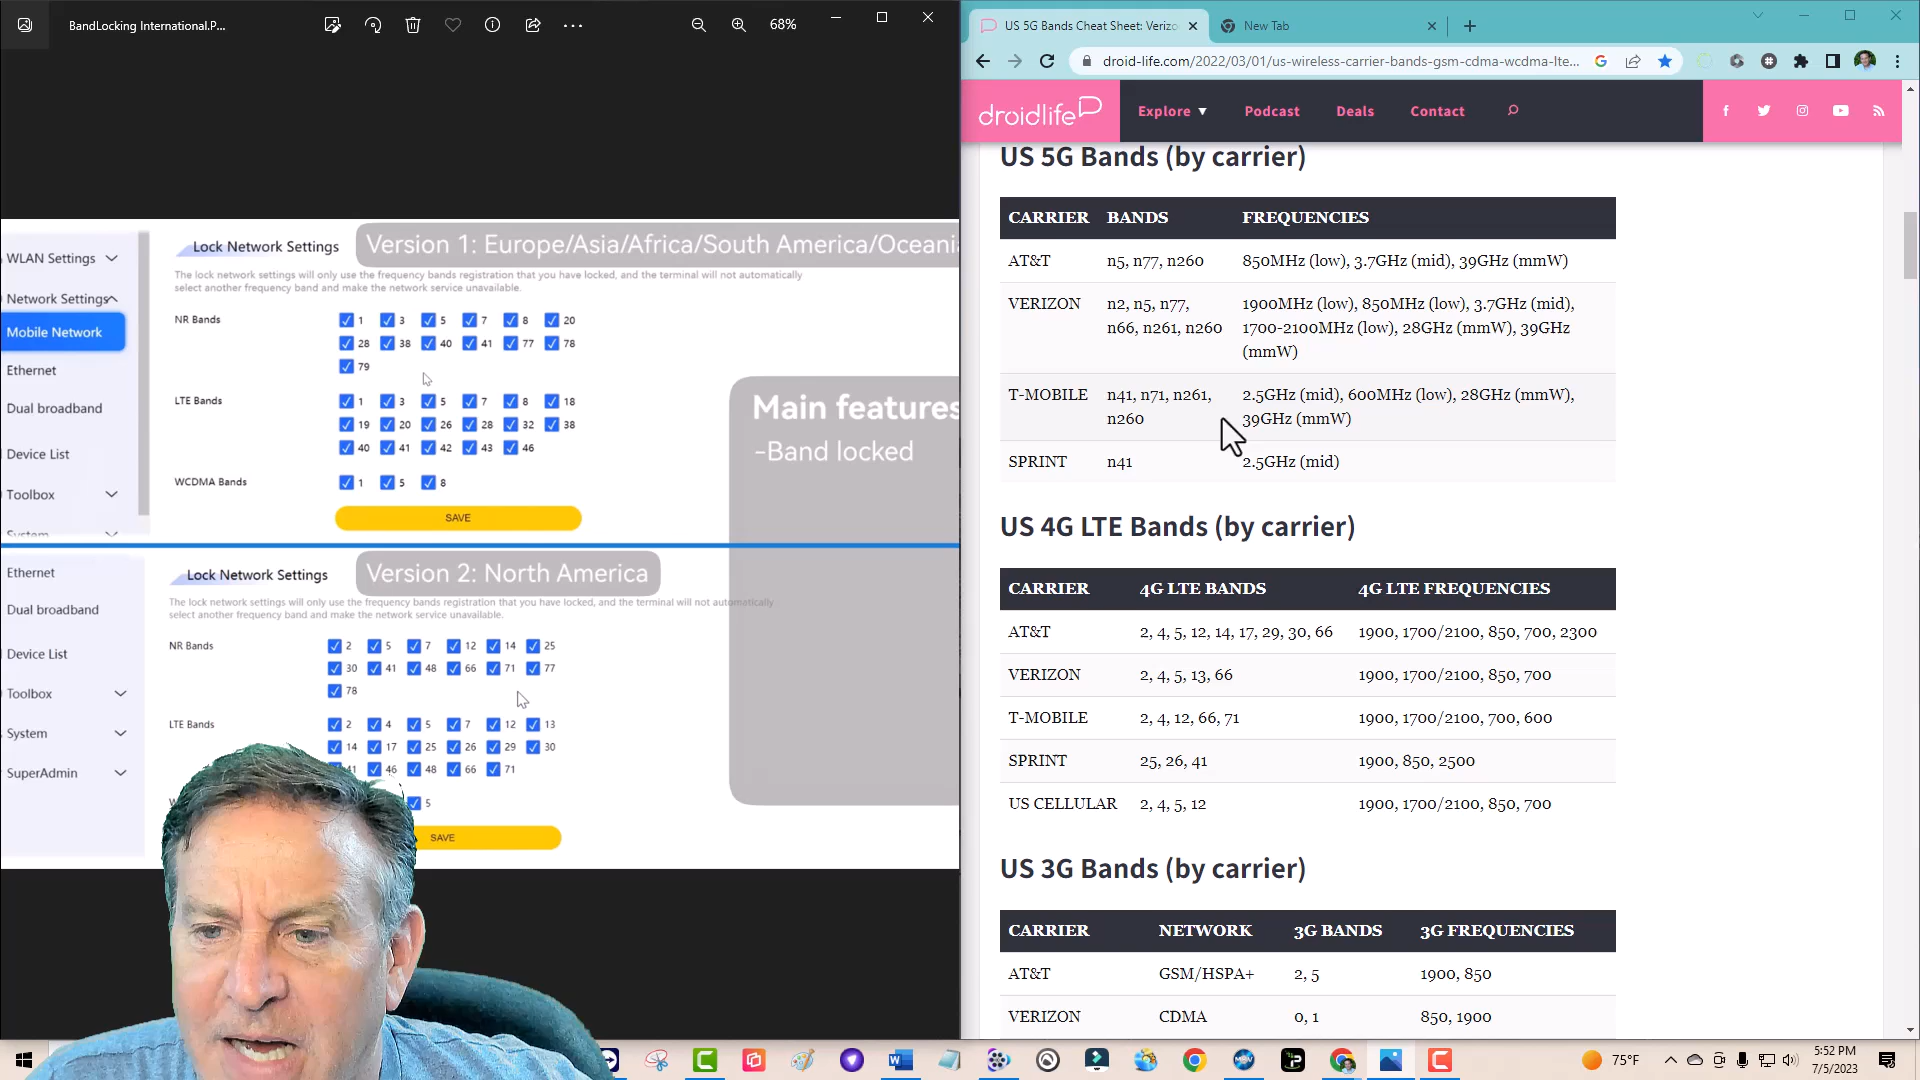 BandLocking International.P...
68%
Lock Network Settings
Version 1: Europe/Asia/Africa/South America/Oceani
The lock network settings will only use the frequency bands registration that you have locked, and the terminal will not automatically
select another frequency band and make the network service unavailable.
WLAN Settings
Network Settings
Mobile Network
Ethernet
Dual broadband
Device List
Toolbox
System
NR Bands
1 3 5 7 8 20
28 38 40 41 77 78
79
LTE Bands
1 3 5 7 8 18
19 20 26 28 32 38
40 41 42 43 46
WCDMA Bands
1 5 8
SAVE
Main features
-Band locked
Ethernet
Dual broadband
Device List
Toolbox
System
SuperAdmin
Lock Network Settings
Version 2: North America
The lock network settings will only use the frequency bands registration that you have locked, and the terminal will not automatically
select another frequency band and make the network service unavailable.
NR Bands
2 5 7 12 14 25
30 41 48 66 71 77
78
LTE Bands
2 4 5 7 12 13
14 17 25 26 29 30
41 46 48 66 71
5
SAVE
US 5G Bands Cheat Sheet: Verizo
New Tab
droid-life.com/2022/03/01/us-wireless-carrier-bands-gsm-cdma-wcdma-lte...
droidlife
Explore
Podcast
Deals
Contact
US 5G Bands (by carrier)
CARRIER BANDS FREQUENCIES
AT&T n5, n77, n260 850MHz (low), 3.7GHz (mid), 39GHz (mmW)
VERIZON n2, n5, n77, 1900MHz (low), 850MHz (low), 3.7GHz (mid),
n66, n261, n260 1700-2100MHz (low), 28GHz (mmW), 39GHz
(mmW)
T-MOBILE n41, n71, n261, 2.5GHz (mid), 600MHz (low), 28GHz (mmW),
n260 39GHz (mmW)
SPRINT n41 2.5GHz (mid)
US 4G LTE Bands (by carrier)
CARRIER 4G LTE BANDS 4G LTE FREQUENCIES
AT&T 2, 4, 5, 12, 14, 17, 29, 30, 66 1900, 1700/2100, 850, 700, 2300
VERIZON 2, 4, 5, 13, 66 1900, 1700/2100, 850, 700
T-MOBILE 2, 4, 12, 66, 71 1900, 1700/2100, 700, 600
SPRINT 25, 26, 41 1900, 850, 2500
US CELLULAR 2, 4, 5, 12 1900, 1700/2100, 850, 700
US 3G Bands (by carrier)
CARRIER NETWORK 3G BANDS 3G FREQUENCIES
AT&T GSM/HSPA+ 2, 5 1900, 850
VERIZON CDMA 0, 1 850, 1900
75°F
5:52 PM
7/5/2023